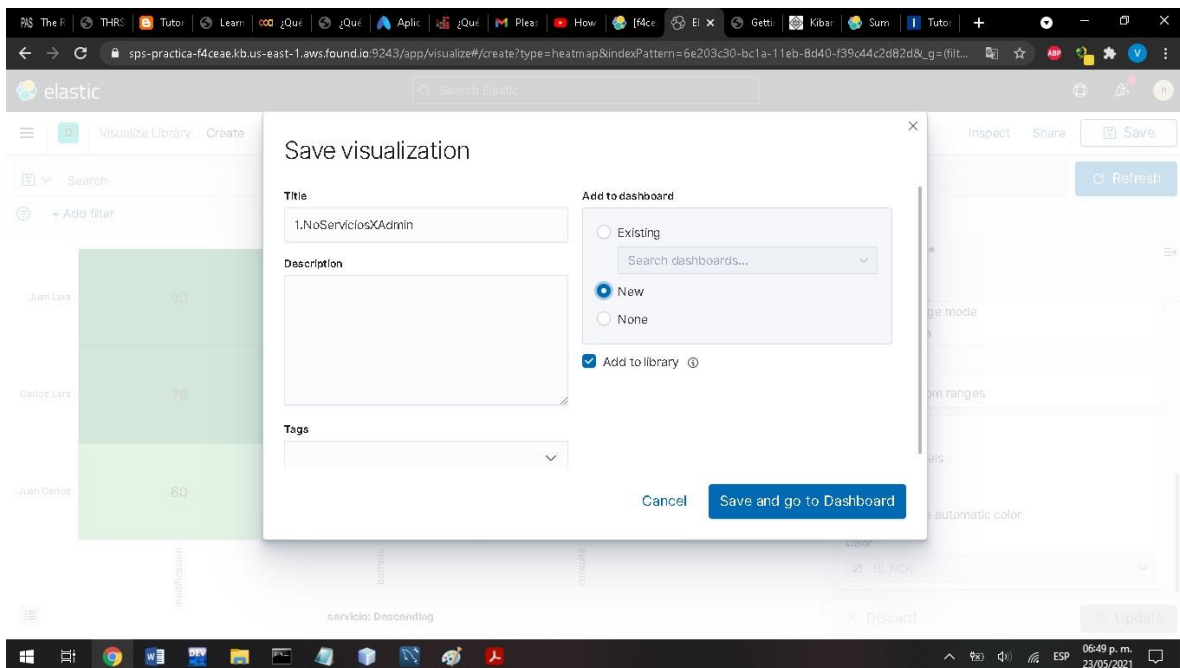 PAS The R
THRS
Tutor
Learn
¿Qué
¿Qué
Aplic
¿Qué
Pleas
How
[f4ce
El
Getti
Kibar
Sum
Tutor
sps-practica-f4ceae.kb.us-east-1.aws.found.io:9243/app/visualize#/create?type=heatmap&indexPattern=6e203c30-bc1a-11eb-8d40-f39c44c2d82d&_g=(filt...
ABP
V
elastic
Search Elastic
h
D
Visualize Library
Create
Inspect
Share
Save
Search
Refresh
+ Add filter
Save visualization
Title
1.NoServiciosXAdmin
Description
Tags
Add to dashboard
Existing
Search dashboards...
New
None
Add to library
Cancel
Save and go to Dashboard
Juan Lara
90
Carlos Lara
78
Juan Carlos
60
modificacion
borrado
consulta
servicio: Descending
ge mode
om ranges
els
e automatic color
Color
BLACK
Discard
Update
DEV
ESP
06:49 p. m.
23/05/2021